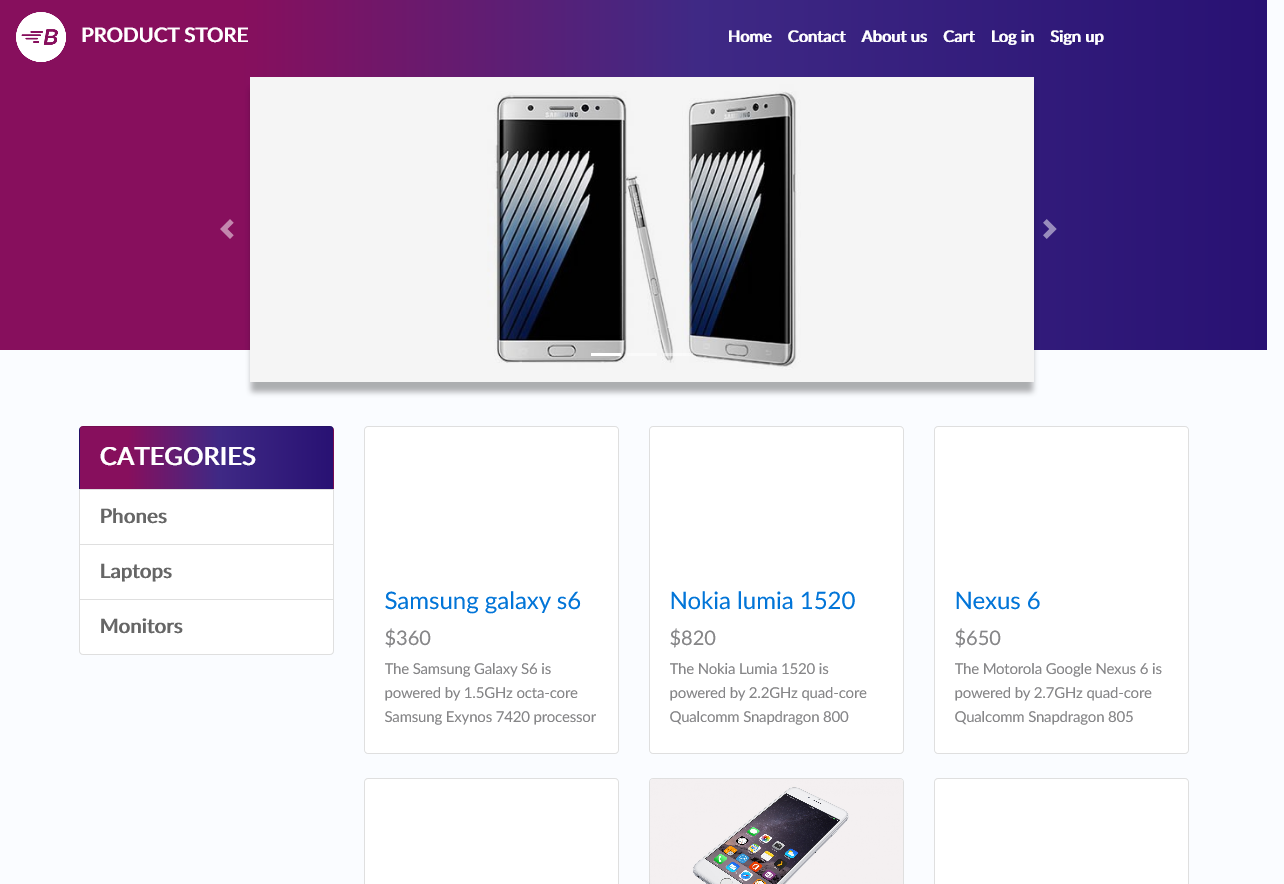 B PRODUCT STORE
Home Contact About us Cart Log in Sign up
SAMSUNG SAMSUNG
CATEGORIES
Phones
Laptops
Monitors
Samsung galaxy s6
$360
The Samsung Galaxy S6 is
powered by 1.5GHz octa-core
Samsung Exynos 7420 processor
Nokia lumia 1520
$820
The Nokia Lumia 1520 is
powered by 2.2GHz quad-core
Qualcomm Snapdragon 800
Nexus 6
$650
The Motorola Google Nexus 6 is
powered by 2.7GHz quad-core
Qualcomm Snapdragon 805